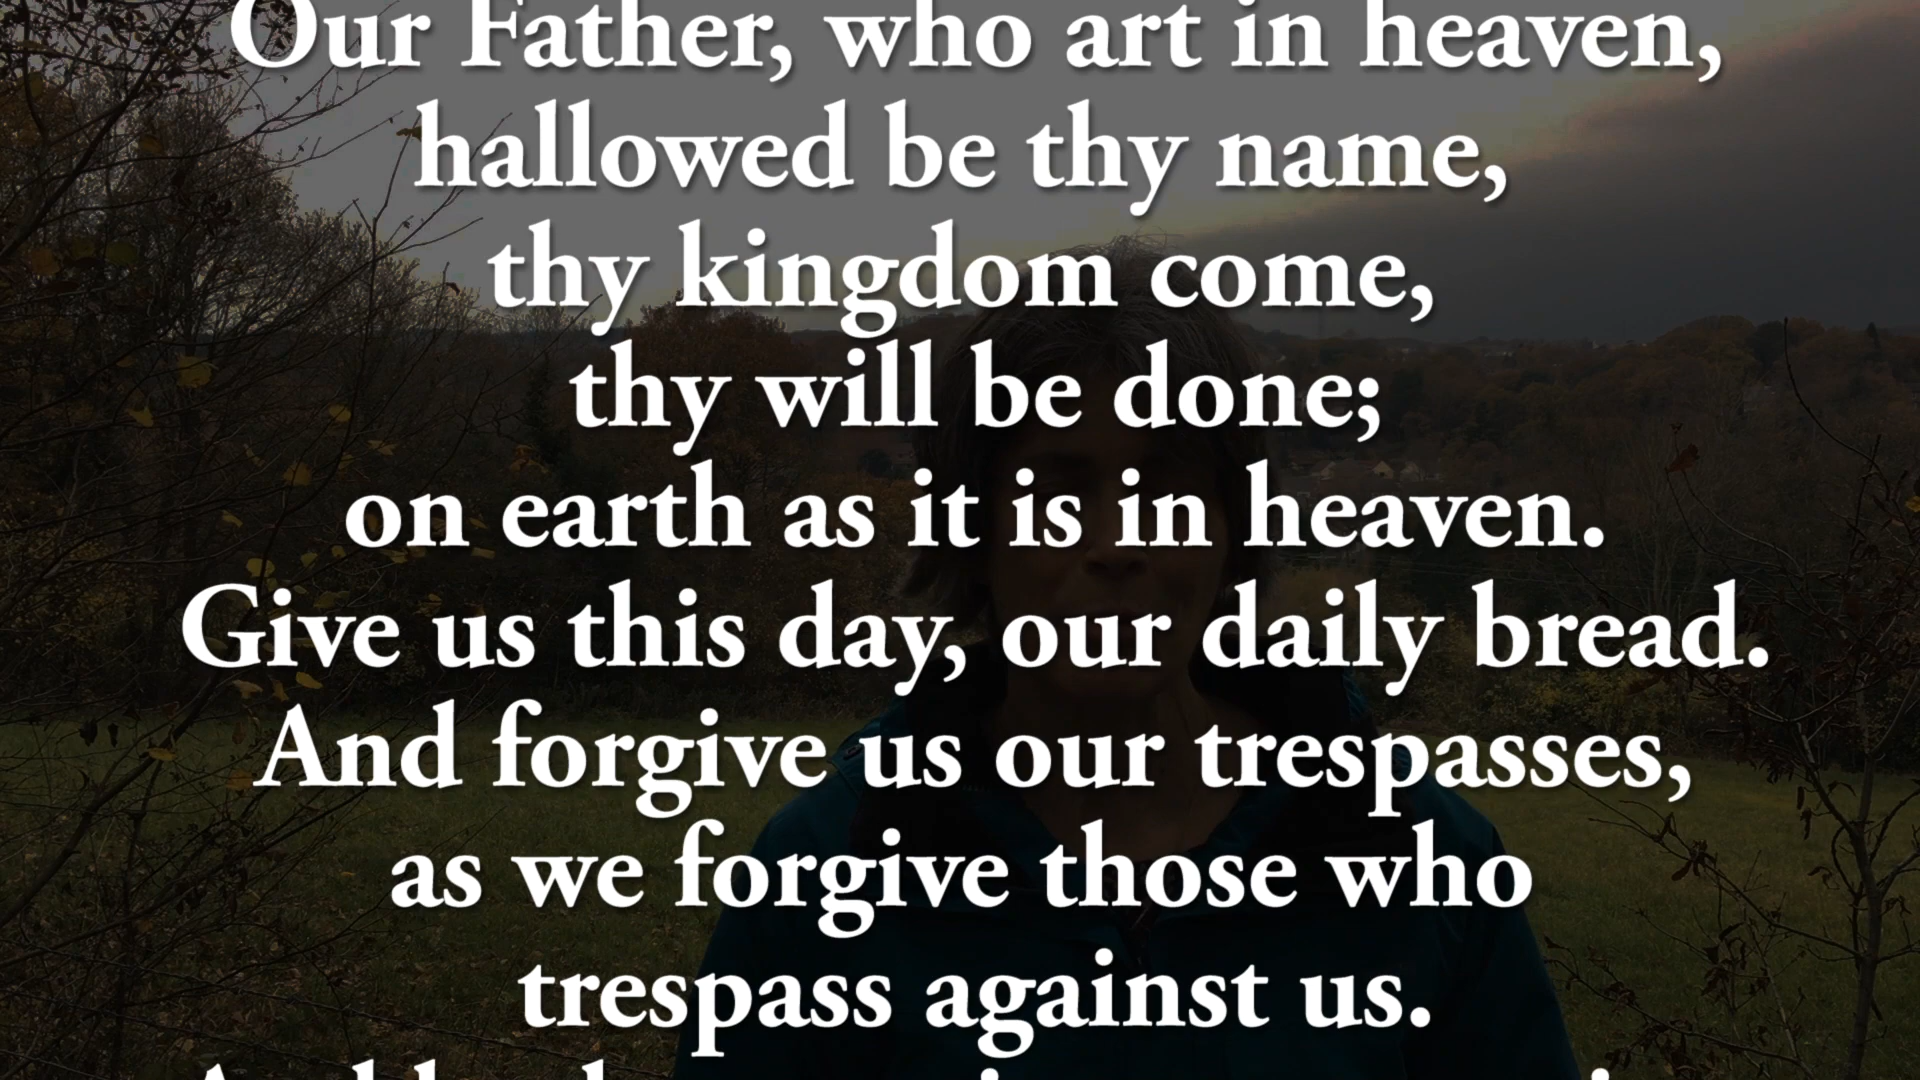 Our Father, who art in heaven,
hallowed be thy name,
thy kingdom come,
thy will be done;
on earth as it is in heaven.
Give us this day, our daily bread.
And forgive us our trespasses,
as we forgive those who
trespass against us.